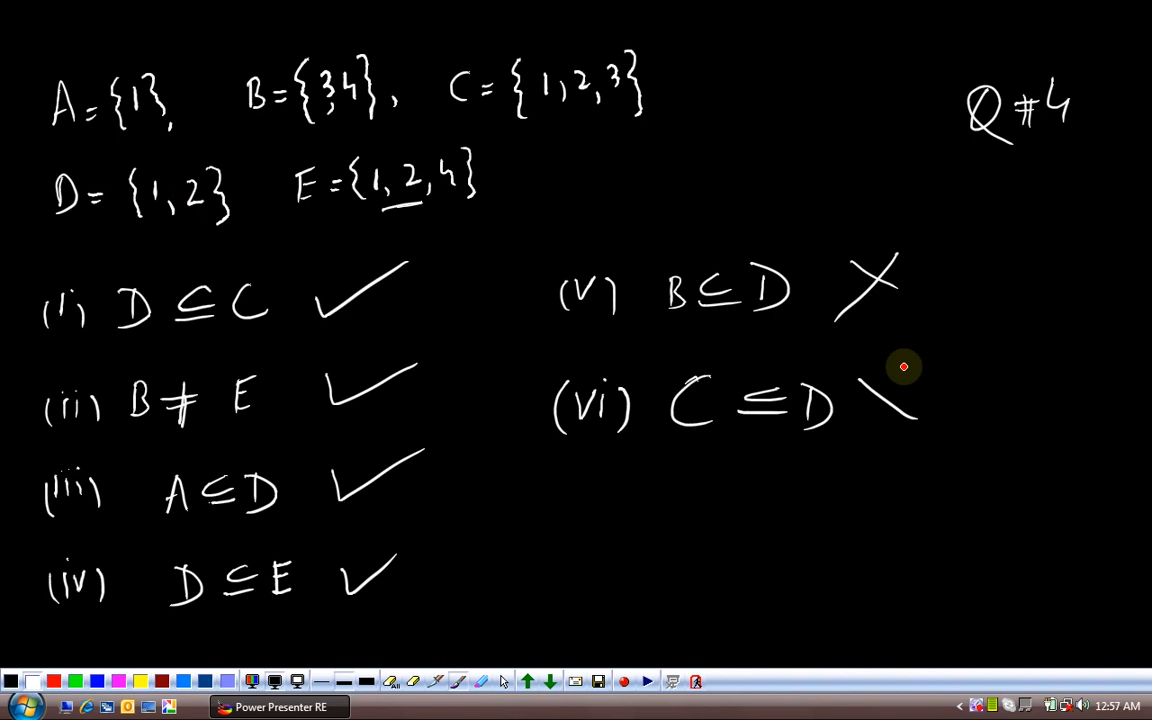 A={1}, B={3,4}, C={1,2,3}
Q#4
D={1,2} E={1,2,4}
(i) D ⊆ C ✓
(v) B ⊆ D ✗
(ii) B ≠ E ✓
(vi) C ⊆ D \
(iii) A ⊆ D ✓
(iv) D ⊆ E ✓
All
Power Presenter RE
12:57 AM